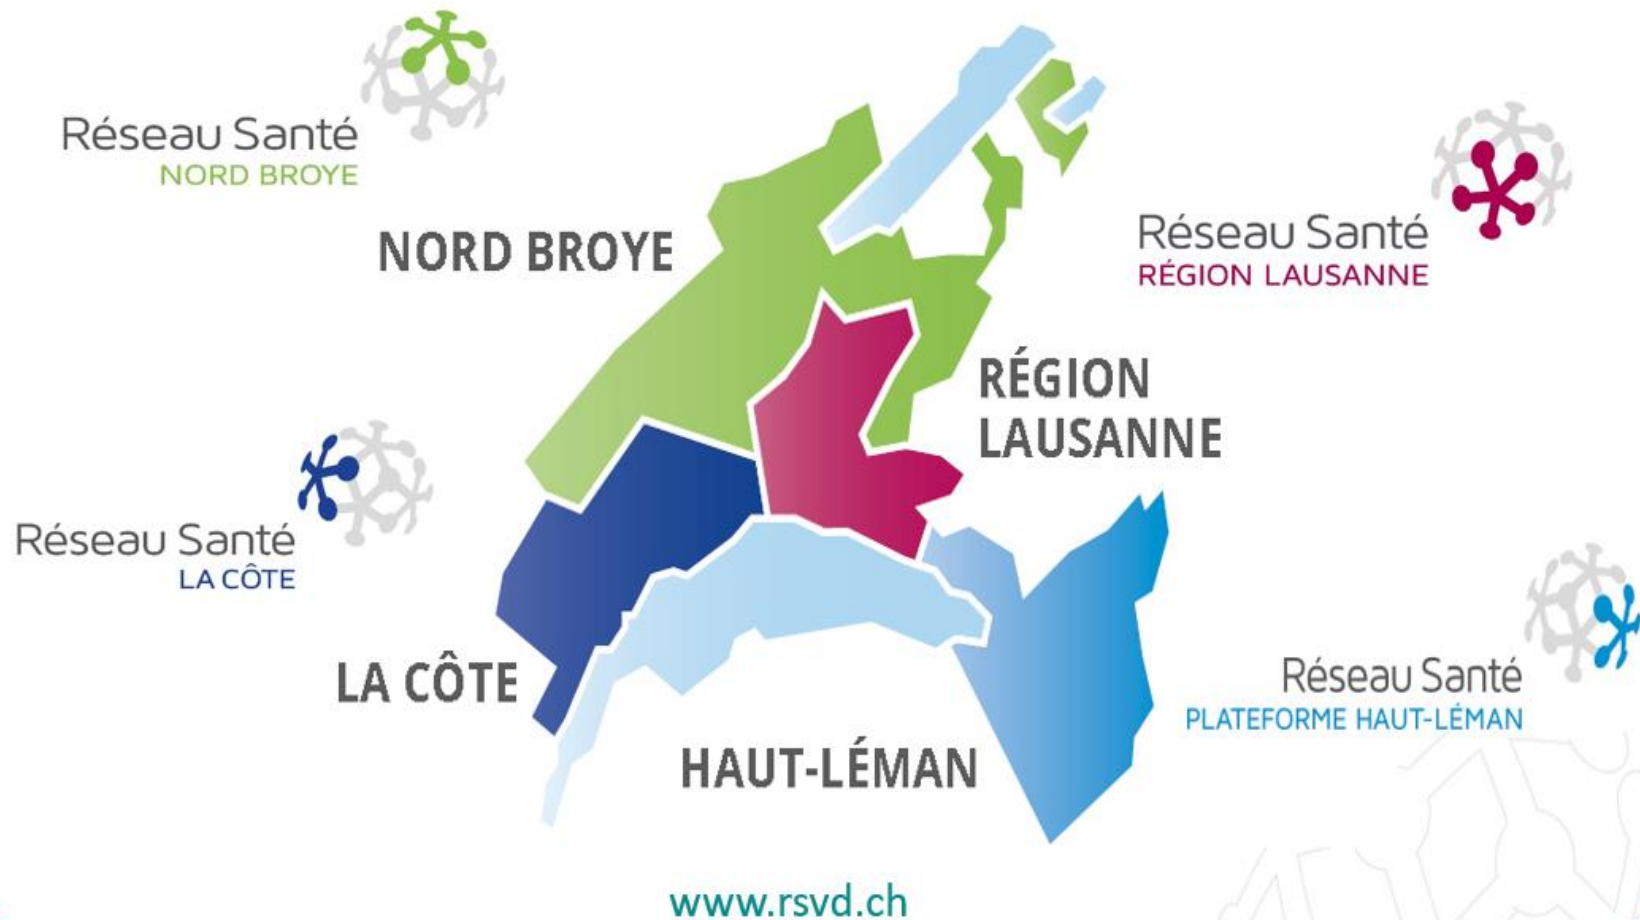 Réseau Santé
NORD BROYE
NORD BROYE
Réseau Santé
RÉGION LAUSANNE
RÉGION
LAUSANNE
Réseau Santé
LA CÔTE
LA CÔTE
Réseau Santé
PLATEFORME HAUT-LÉMAN
HAUT-LÉMAN
www.rsvd.ch